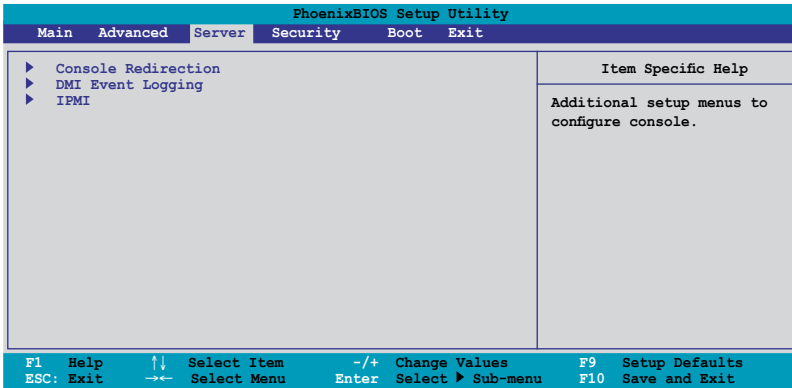 PhoenixBIOS Setup Utility
Main Advanced Server Security Boot Exit
Console Redirection
DMI Event Logging
IPMI
Item Specific Help
Additional setup menus to
configure console.
F1 Help ↑↓ Select Item -/+ Change Values F9 Setup Defaults
ESC: Exit →← Select Menu Enter Select ▶ Sub-menu F10 Save and Exit